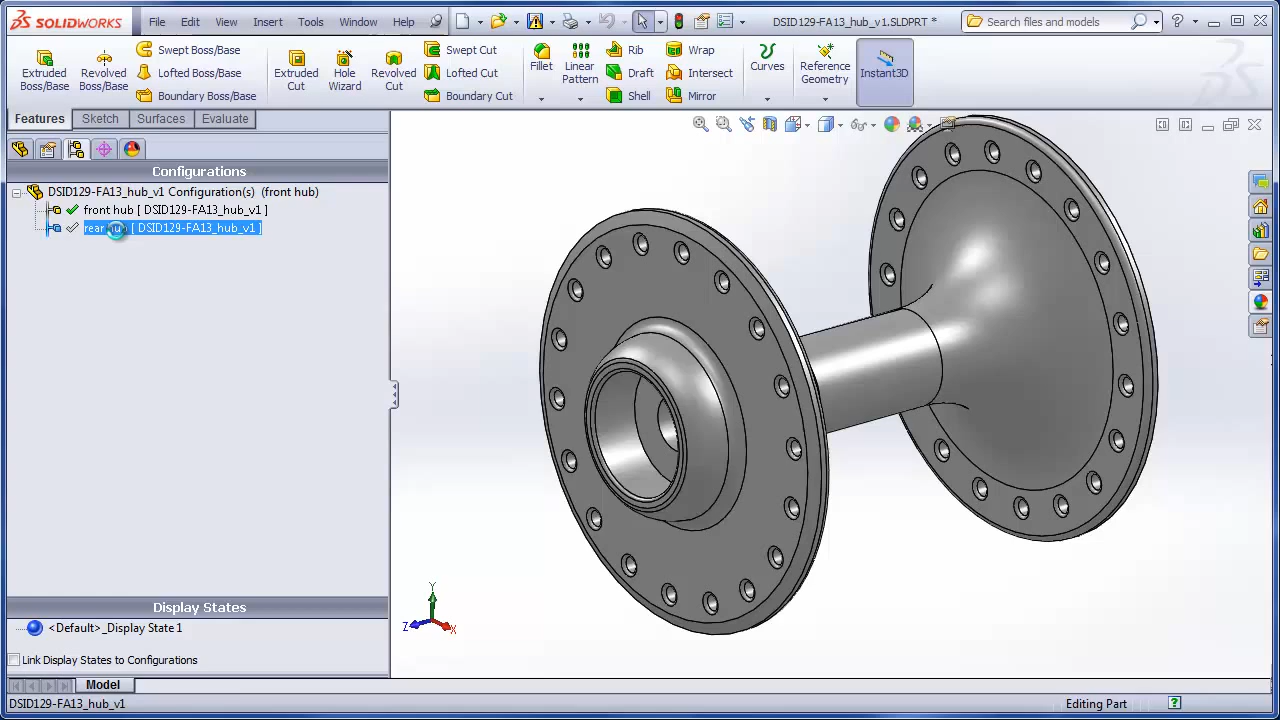 SOLIDWORKS File Edit View Insert Tools Window Help DSID129-FA13_hub_v1.SLDPRT * Search files and models
Extruded Boss/Base
Revolved Boss/Base
Swept Boss/Base
Lofted Boss/Base
Boundary Boss/Base
Extruded Cut
Hole Wizard
Revolved Cut
Swept Cut
Lofted Cut
Boundary Cut
Fillet
Linear Pattern
Rib
Draft
Shell
Wrap
Intersect
Mirror
Curves
Reference Geometry
Instant3D
Features Sketch Surfaces Evaluate
Configurations
DSID129-FA13_hub_v1 Configuration(s) (front hub)
front hub [ DSID129-FA13_hub_v1 ]
rear hub [ DSID129-FA13_hub_v1 ]
Y
Z X
Display States
<Default>_Display State 1
Link Display States to Configurations
Model
DSID129-FA13_hub_v1 Editing Part